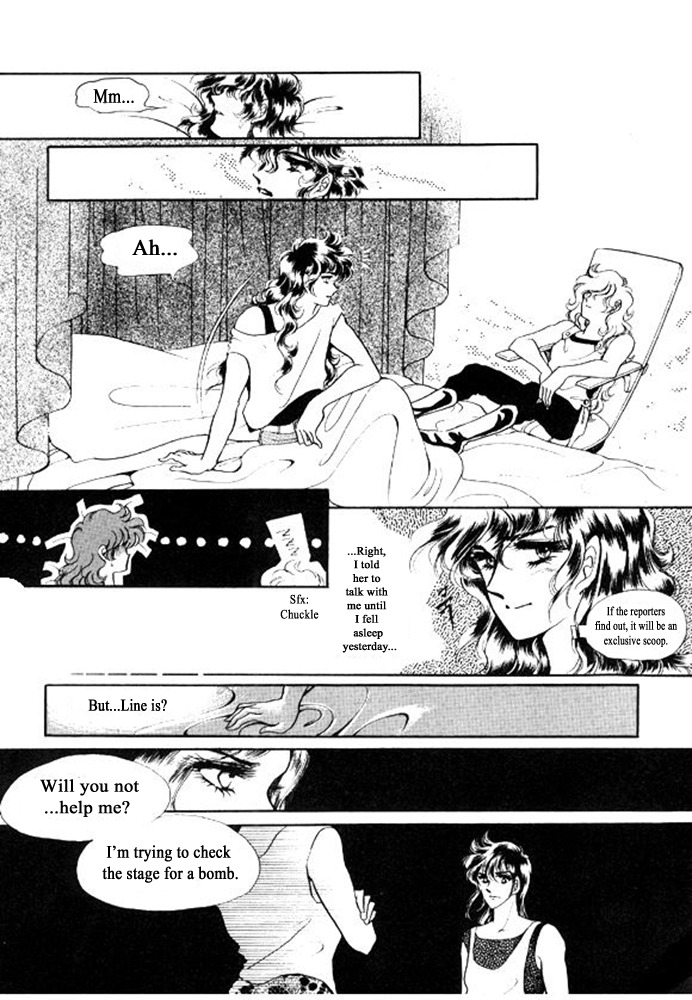 Mm...
Ah...
...Right,
I told
her to
talk with
me until
I fell
asleep
yesterday...
Sfx:
Chuckle
If the reporters
find out, it will be an
exclusive scoop.
But...Line is?
Will you not
...help me?
I'm trying to check
the stage for a bomb.